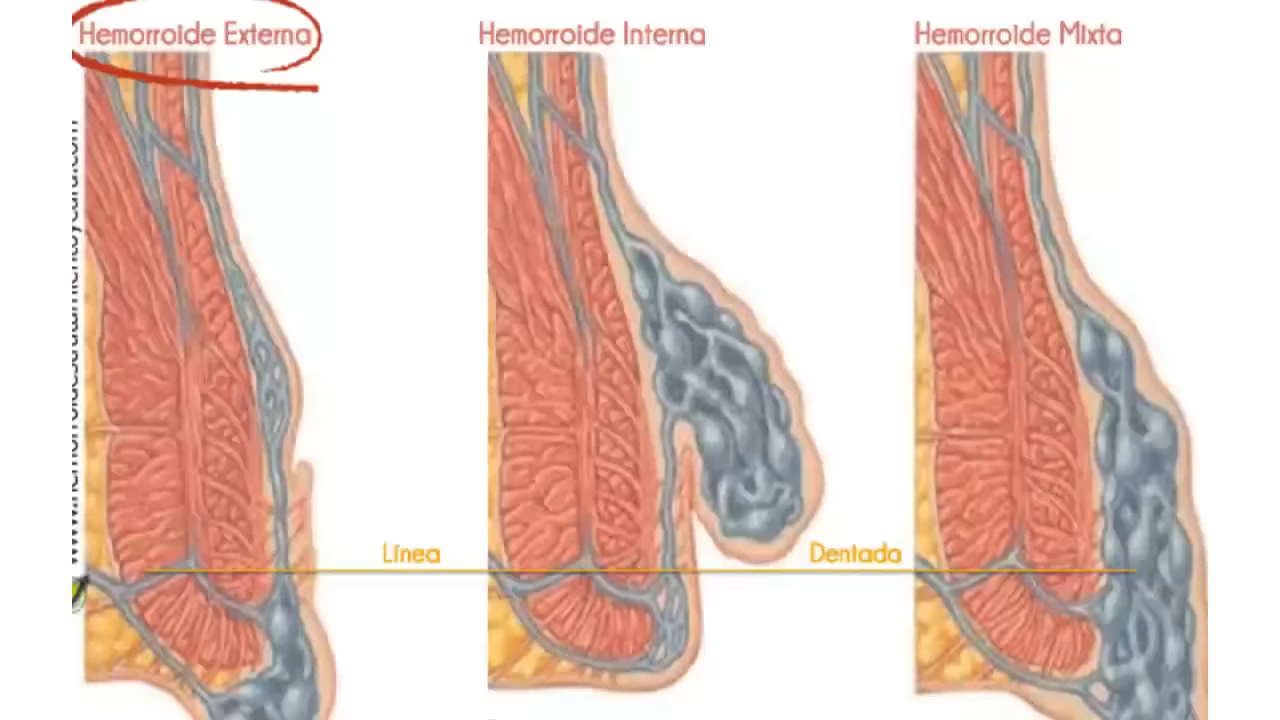 Hemorroide Externa
Hemorroide Interna
Hemorroide Mixta
Línea
Dentada